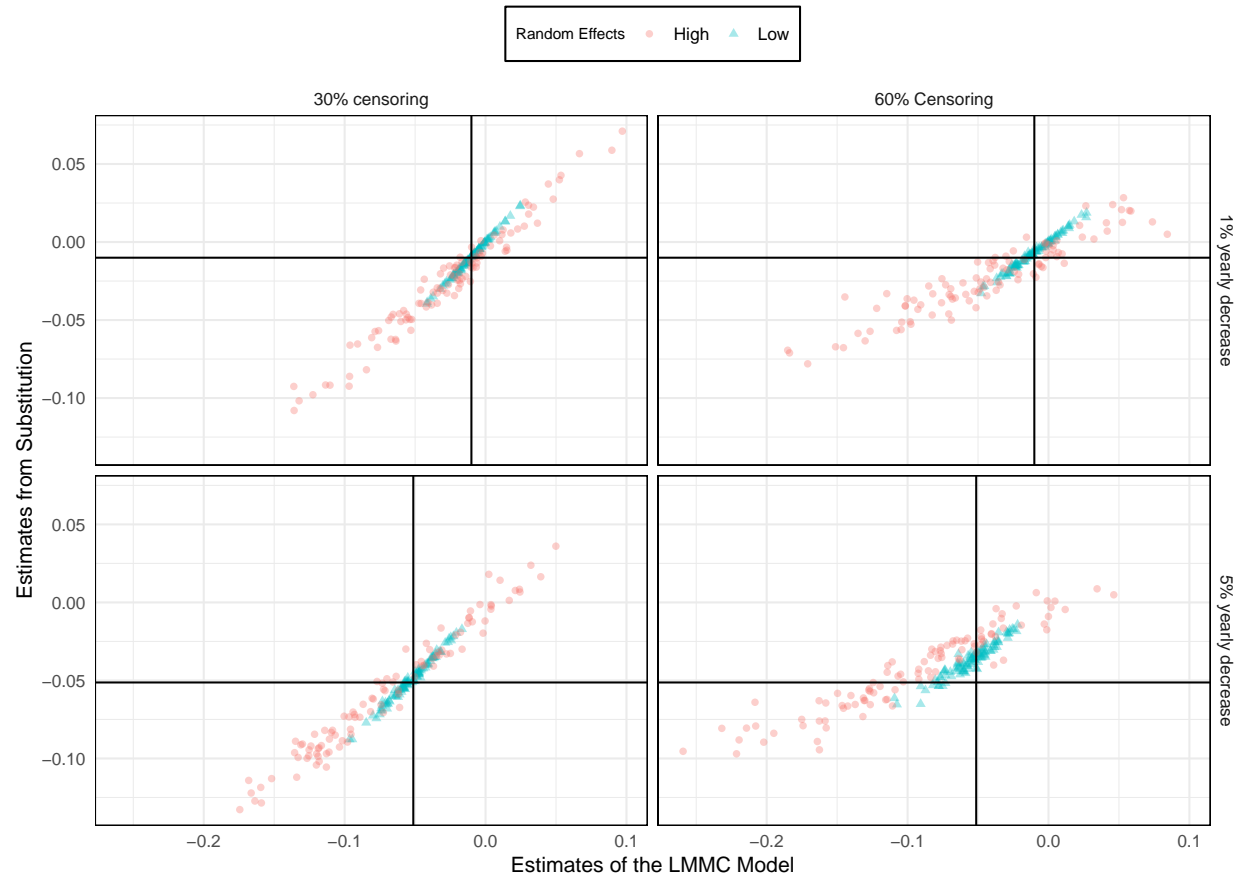 Random Effects High Low
30% censoring 60% Censoring
0.05
0.00
−0.05
−0.10
1% yearly decrease
Estimates from Substitution
0.05
0.00
−0.05
−0.10
5% yearly decrease
−0.2 −0.1 0.0 0.1 −0.2 −0.1 0.0 0.1
Estimates of the LMMC Model